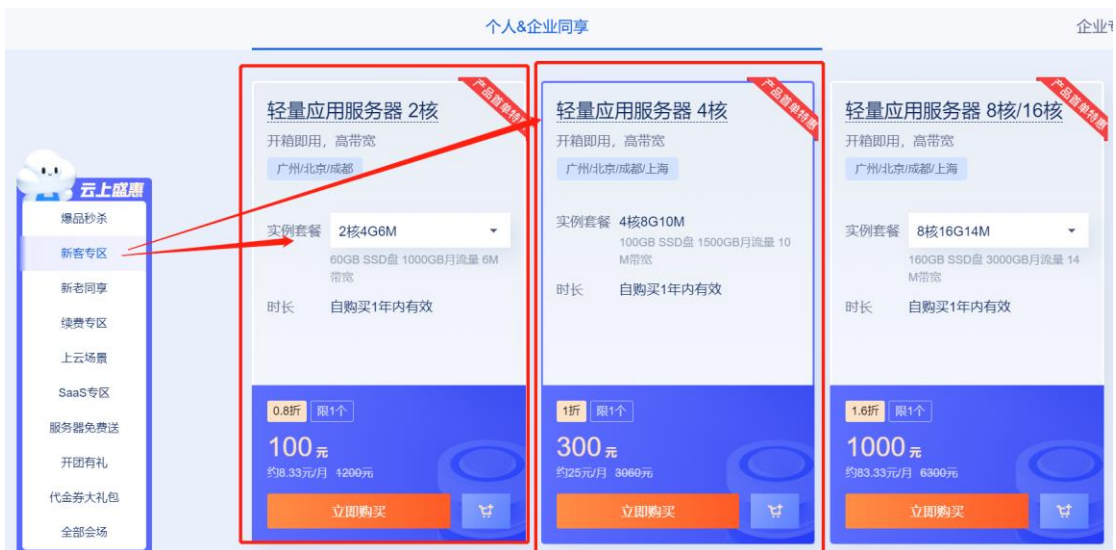 个人&企业同享
企业专
云上盛惠
爆品秒杀
新客专区
新老同享
续费专区
上云场景
SaaS专区
服务器免费送
开团有礼
代金券大礼包
全部会场
产品首单特惠
轻量应用服务器 2核
开箱即用，高带宽
广州/北京/成都
实例套餐 2核4G6M
60GB SSD盘 1000GB月流量 6M
带宽
时长 自购买1年内有效
0.8折 限1个
100元
约8.33元/月 1200元
立即购买
产品首单特惠
轻量应用服务器 4核
开箱即用，高带宽
广州/北京/成都/上海
实例套餐 4核8G10M
100GB SSD盘 1500GB月流量 10
M带宽
时长 自购买1年内有效
1折 限1个
300元
约25元/月 3060元
立即购买
产品首单特惠
轻量应用服务器 8核/16核
开箱即用，高带宽
广州/北京/成都/上海
实例套餐 8核16G14M
160GB SSD盘 3000GB月流量 14
M带宽
时长 自购买1年内有效
1.6折 限1个
1000元
约83.33元/月 6300元
立即购买